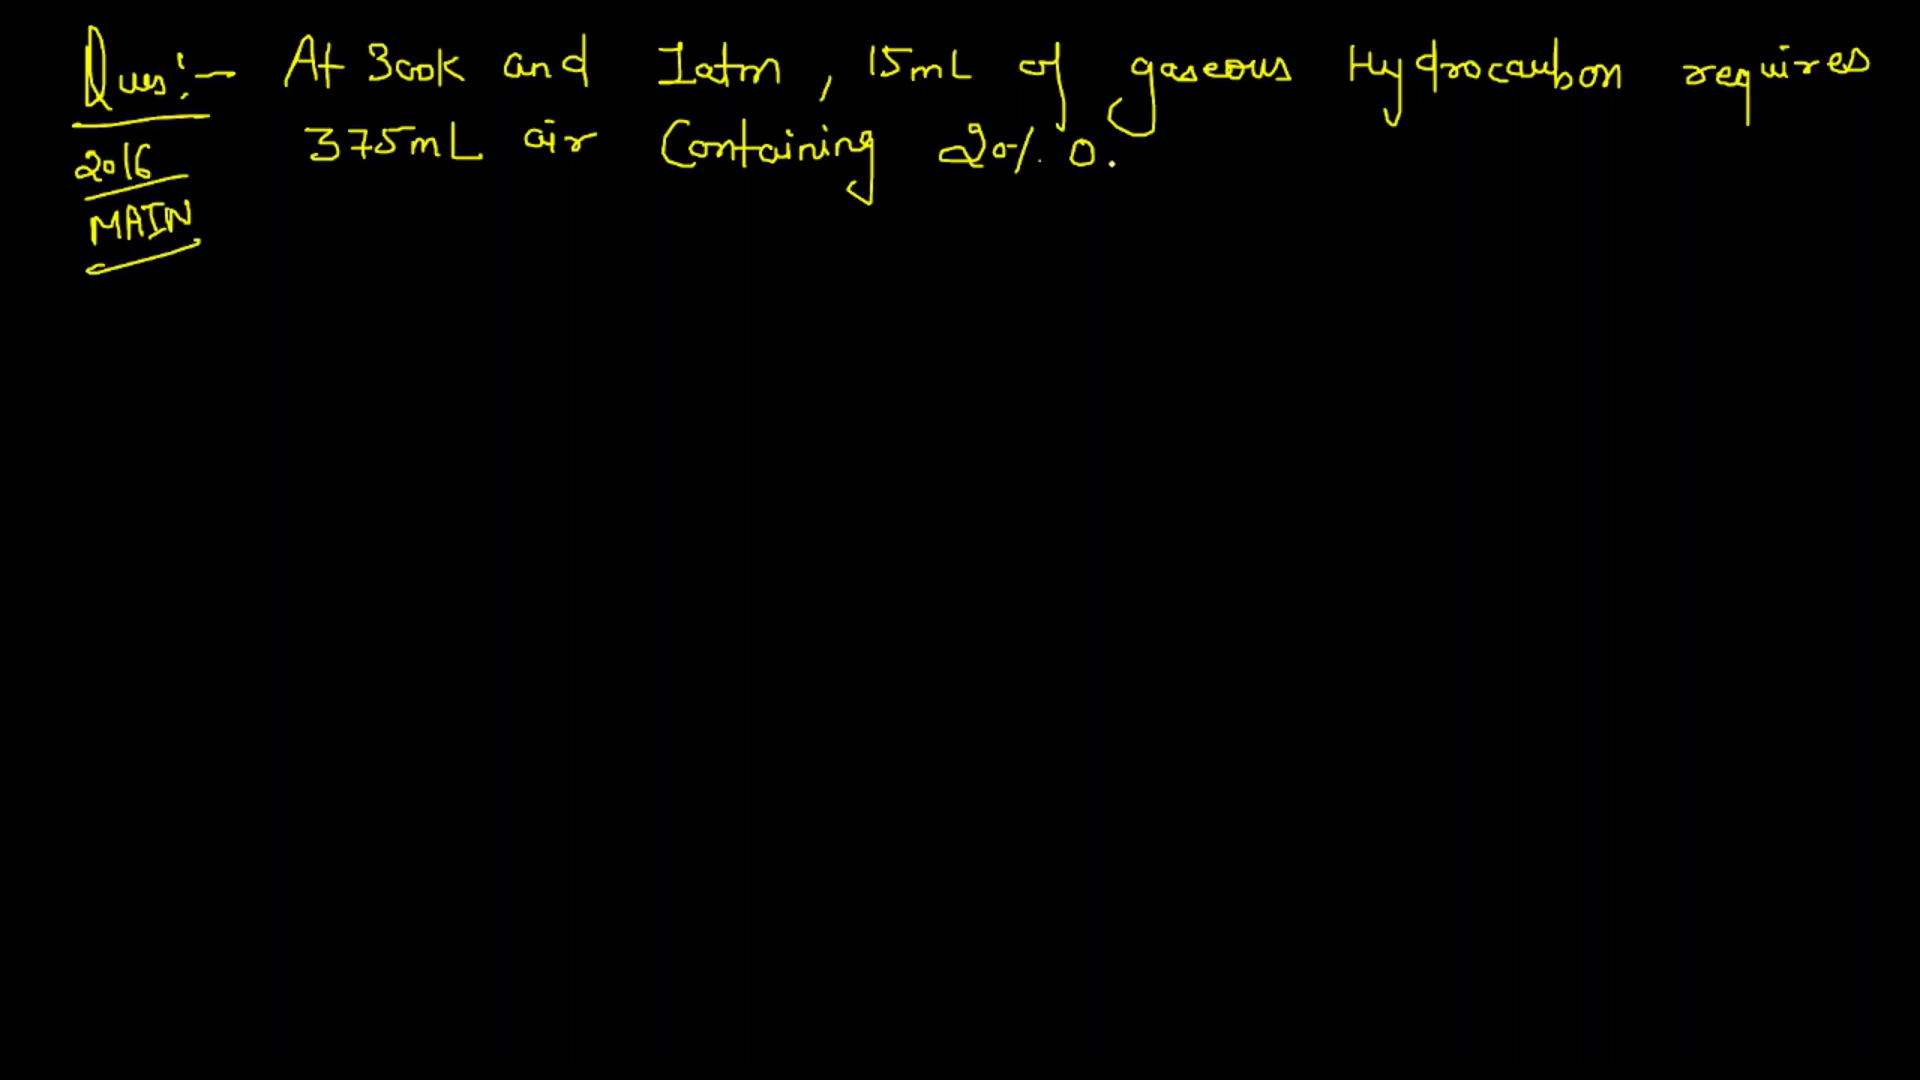 Ques:- At 300K and 1atm, 15mL of gaseous Hydrocarbon requires
375mL air Containing 20% O.
2016
MAIN